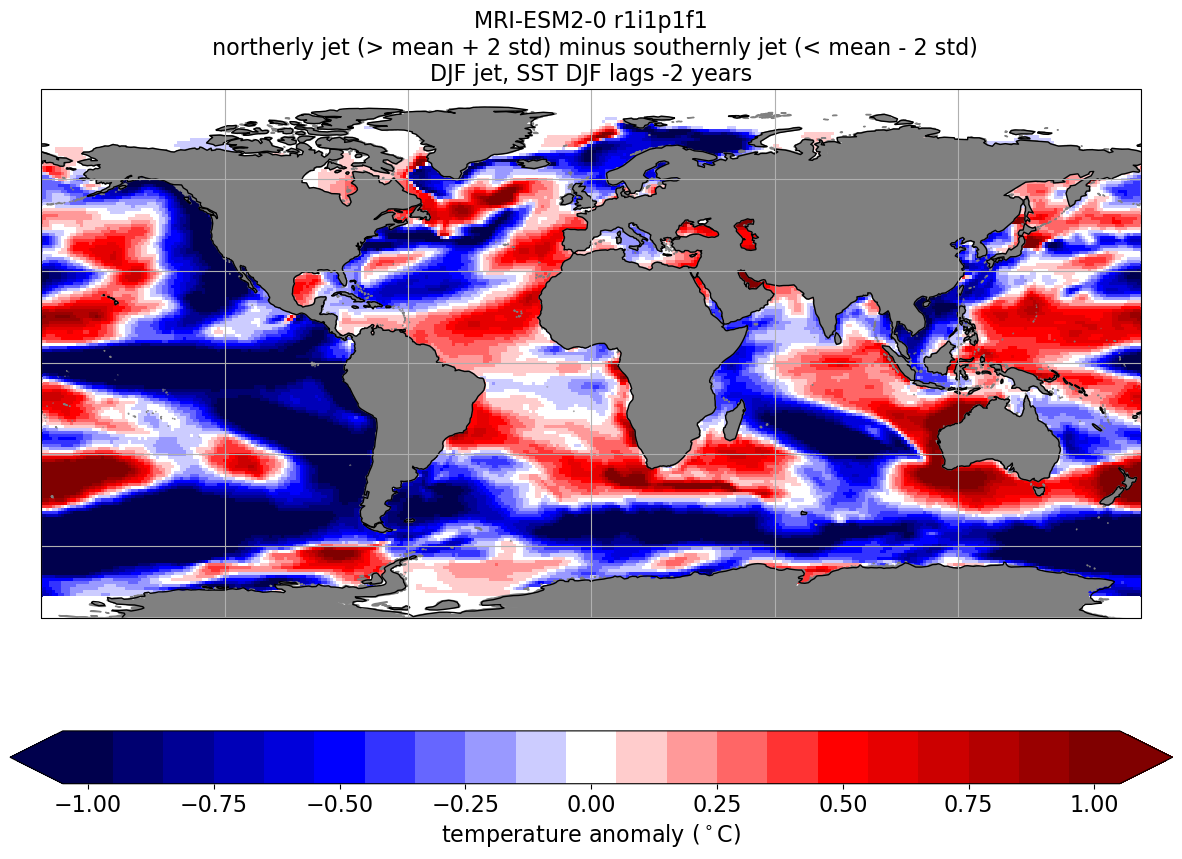 MRI-ESM2-0 r1i1p1f1
northerly jet (> mean + 2 std) minus southernly jet (< mean - 2 std)
DJF jet, SST DJF lags -2 years
−1.00 −0.75 −0.50 −0.25 0.00 0.25 0.50 0.75 1.00
temperature anomaly (°C)